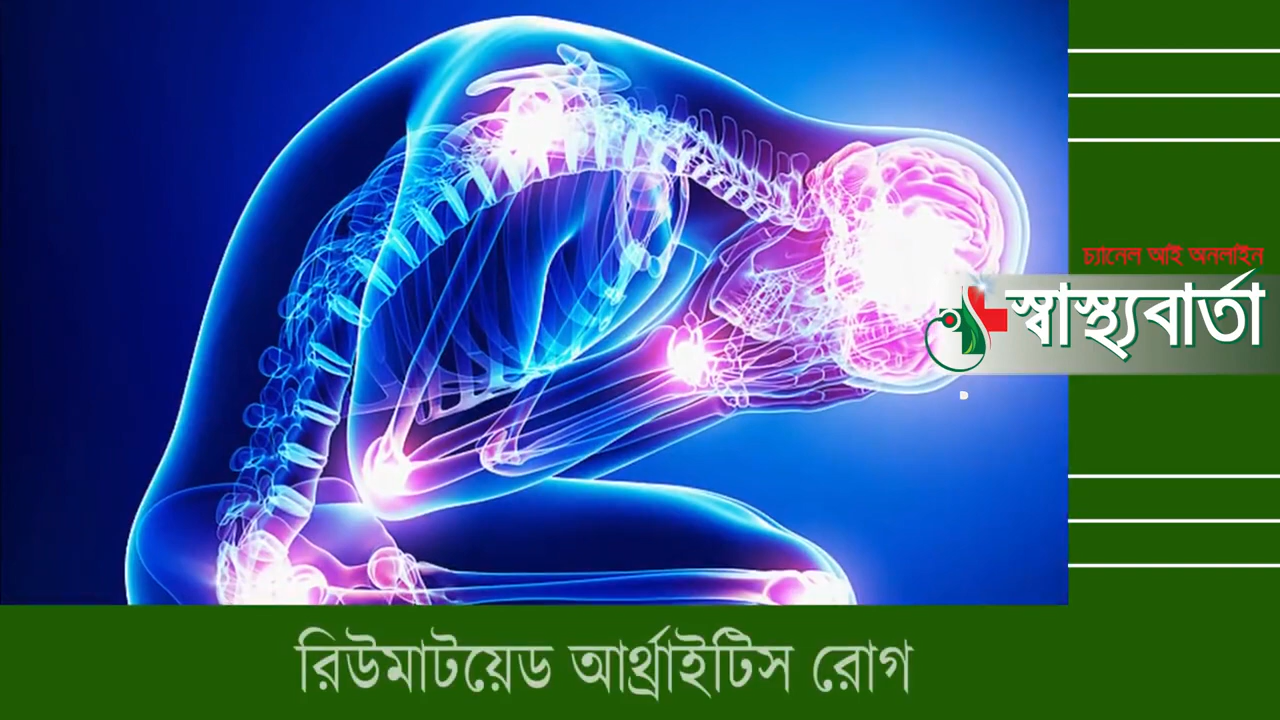 চ্যানেল আই অনলাইন
স্বাস্থ্যবার্তা
রিউমাটয়েড আর্থ্রাইটিস রোগ